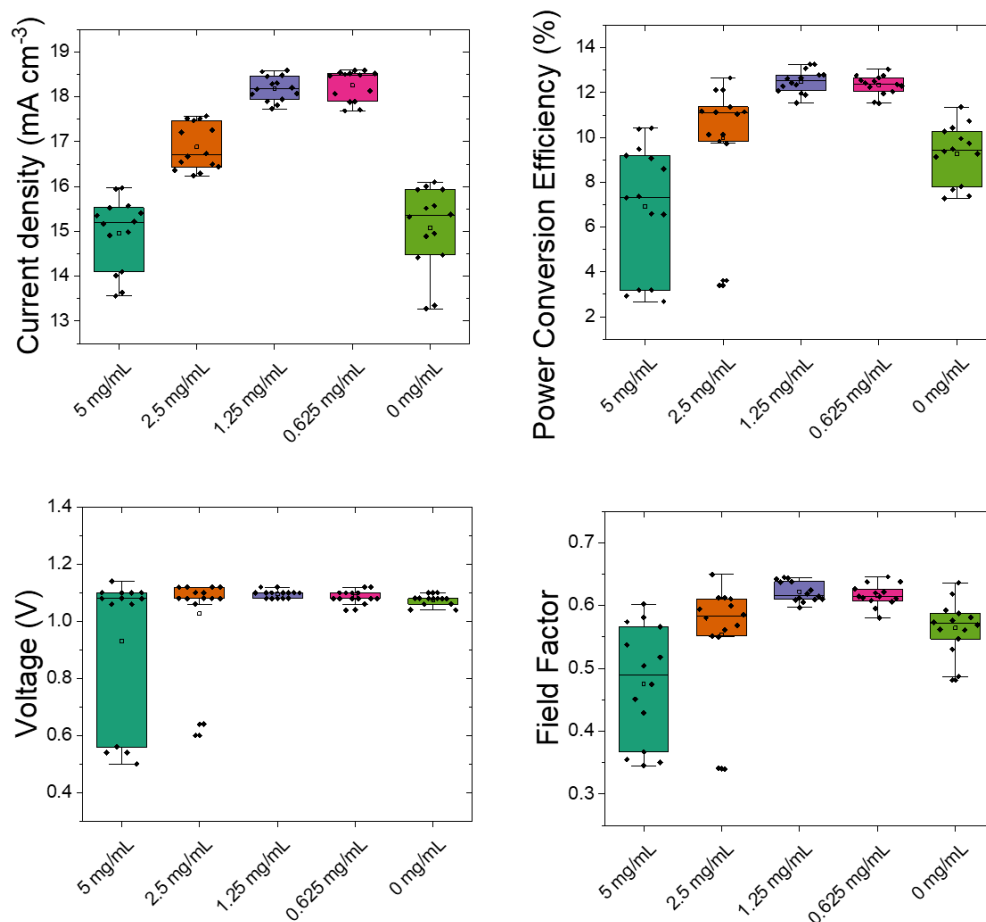 Current density (mA cm⁻³)
19
18
17
16
15
14
13
5 mg/mL
2.5 mg/mL
1.25 mg/mL
0.625 mg/mL
0 mg/mL
Power Conversion Efficiency (%)
14
12
10
8
6
4
2
5 mg/mL
2.5 mg/mL
1.25 mg/mL
0.625 mg/mL
0 mg/mL
Voltage (V)
1.4
1.2
1.0
0.8
0.6
0.4
5 mg/mL
2.5 mg/mL
1.25 mg/mL
0.625 mg/mL
0 mg/mL
Field Factor
0.7
0.6
0.5
0.4
0.3
5 mg/mL
2.5 mg/mL
1.25 mg/mL
0.625 mg/mL
0 mg/mL